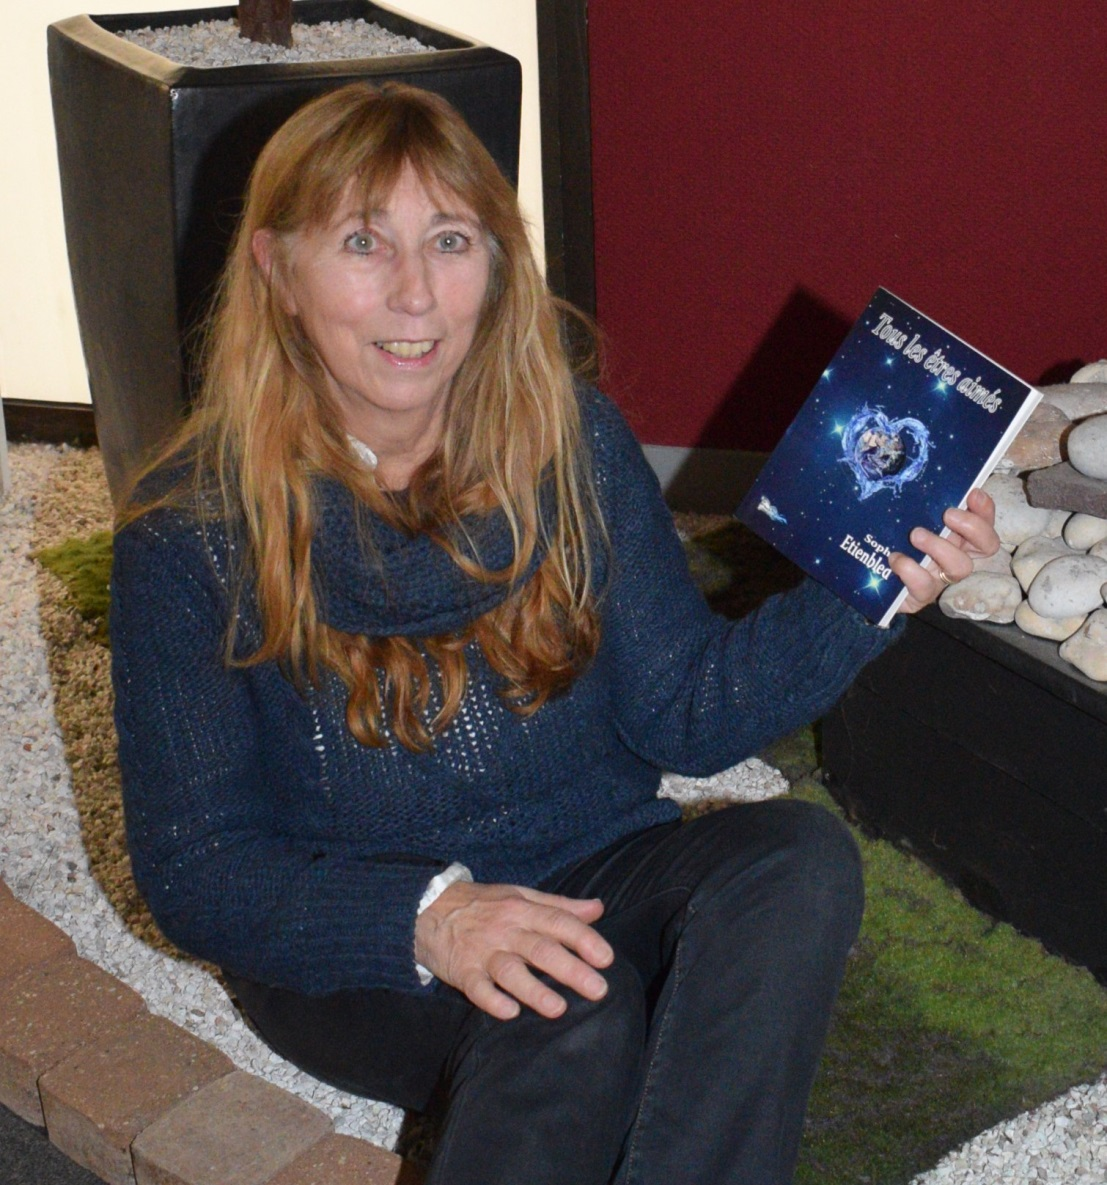 Tous les êtres aimés
Soph
Etienbled